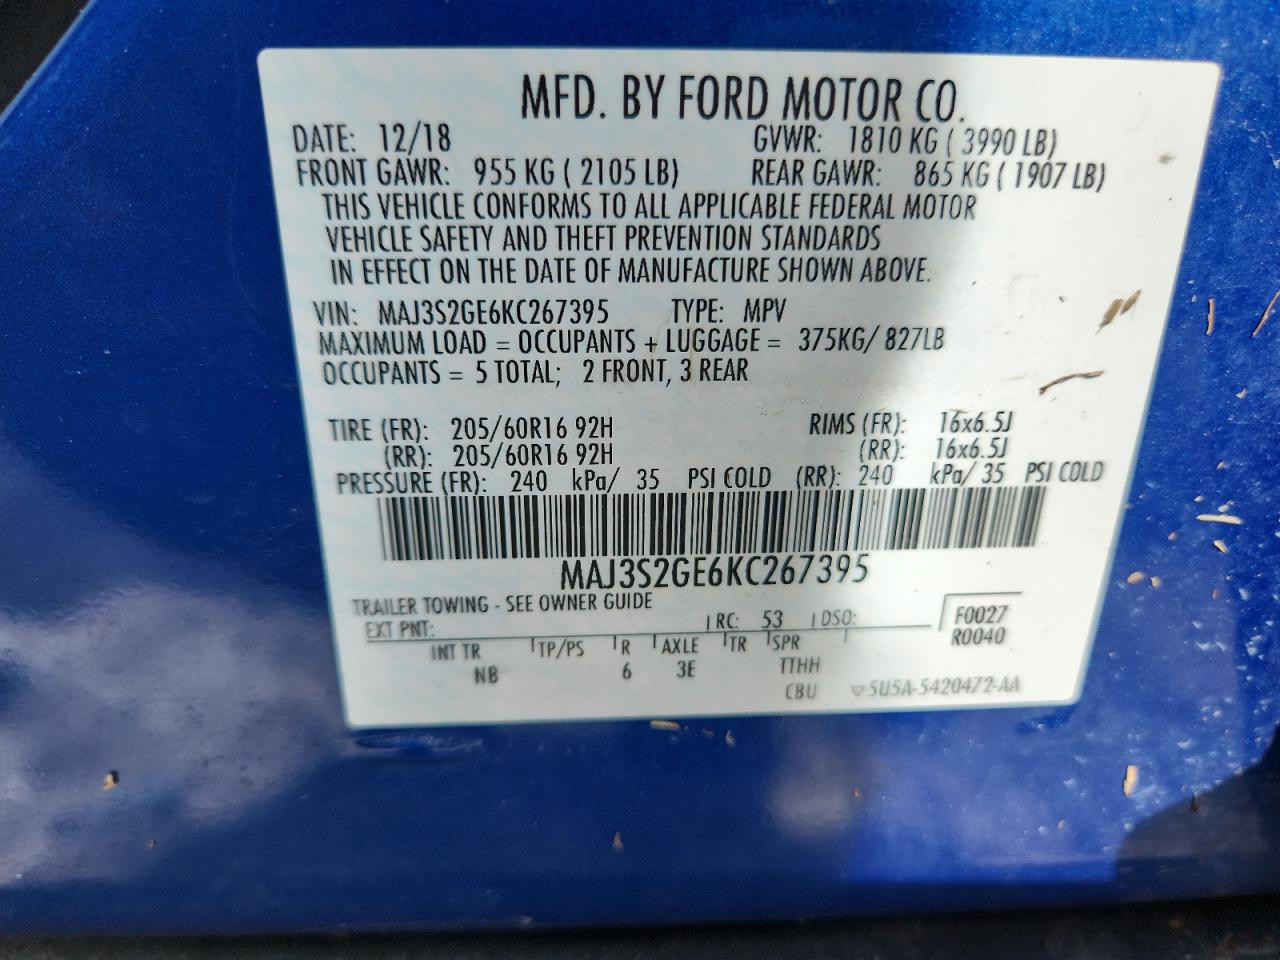 MFD. BY FORD MOTOR CO.
DATE: 12/18 GVWR: 1810 KG ( 3990 LB)
FRONT GAWR: 955 KG ( 2105 LB) REAR GAWR: 865 KG ( 1907 LB)
THIS VEHICLE CONFORMS TO ALL APPLICABLE FEDERAL MOTOR
VEHICLE SAFETY AND THEFT PREVENTION STANDARDS
IN EFFECT ON THE DATE OF MANUFACTURE SHOWN ABOVE.
VIN: MAJ3S2GE6KC267395 TYPE: MPV
MAXIMUM LOAD = OCCUPANTS + LUGGAGE = 375KG/ 827LB
OCCUPANTS = 5 TOTAL; 2 FRONT, 3 REAR
TIRE (FR): 205/60R16 92H RIMS (FR): 16x6.5J
(RR): 205/60R16 92H (RR): 16x6.5J
PRESSURE (FR): 240 kPa/ 35 PSI COLD (RR): 240 kPa/ 35 PSI COLD
MAJ3S2GE6KC267395
TRAILER TOWING - SEE OWNER GUIDE
EXT PNT: RC: 53 DSO: F0027
R0040
INT TR TP/PS R AXLE TR SPR
NB 6 3E TTHH
CBU 5U5A-5420472-AA